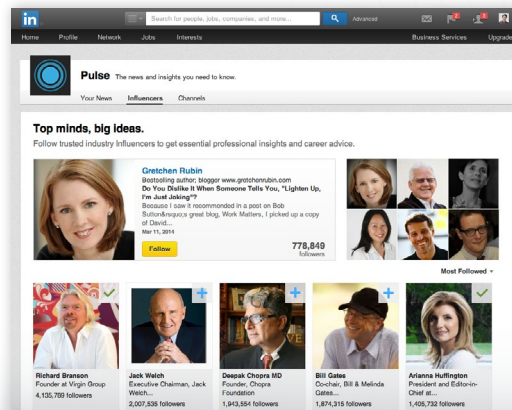 in
Search for people, jobs, companies, and more...
Advanced
Home Profile Network Jobs Interests Business Services Upgrade
Pulse The news and insights you need to know.
Your News Influencers Channels
Top minds, big ideas.
Follow trusted industry Influencers to get essential professional insights and career advice.
Gretchen Rubin
Bestselling author; blogger www.gretchenrubin.com
Do You Dislike It When Someone Tells You, "Lighten Up,
I'm Just Joking"?
Because I saw it recommended in a post on Bob
Sutton&rsquo;s great blog, Work Matters, I picked up a copy
of David...
Mar 11, 2014
Follow
778,849
followers
Most Followed
Richard Branson
Founder at Virgin Group
4,135,789 followers
Jack Welch
Executive Chairman, Jack
Welch...
2,007,535 followers
Deepak Chopra MD
Founder, Chopra
Foundation
1,943,554 followers
Bill Gates
Co-chair, Bill & Melinda
Gates...
1,874,315 followers
Arianna Huffington
President and Editor-in-
Chief at...
1,405,732 followers